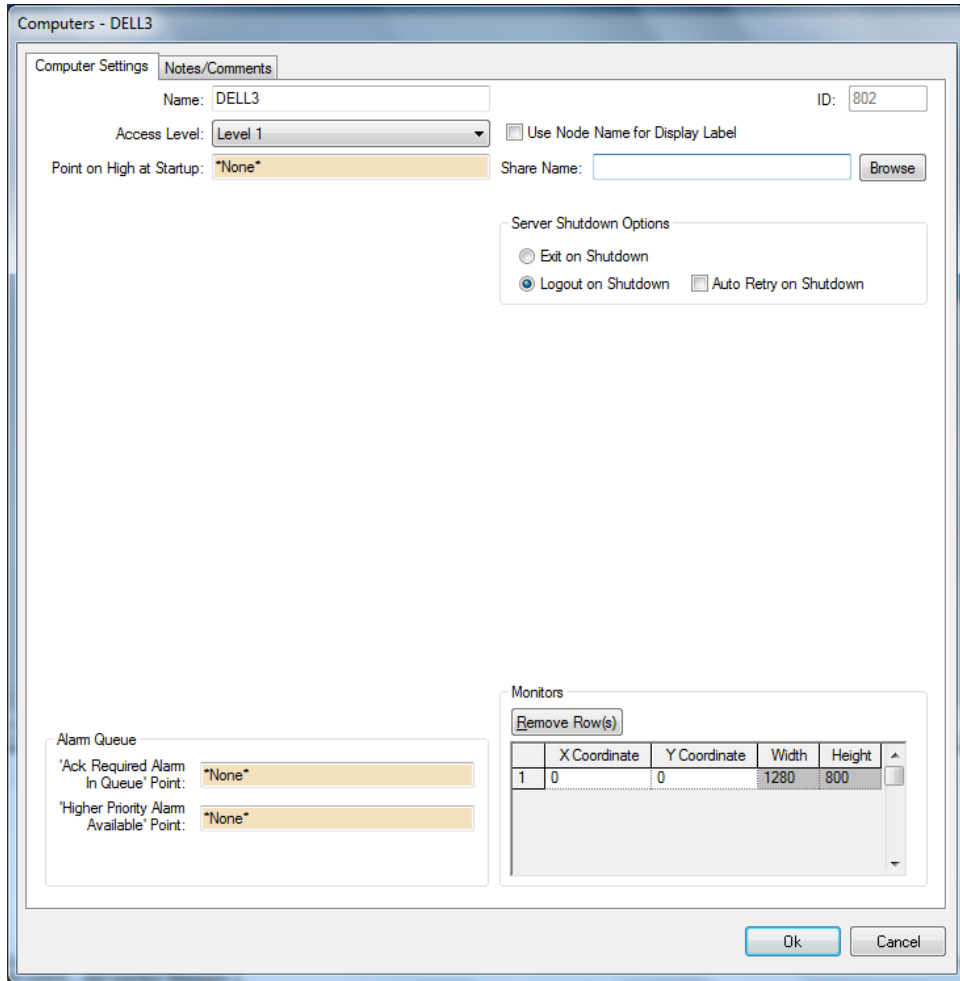 Computers - DELL3
Computer Settings Notes/Comments
Name: DELL3 ID: 802
Access Level: Level 1 Use Node Name for Display Label
Point on High at Startup: *None* Share Name: Browse
Server Shutdown Options
Exit on Shutdown
Logout on Shutdown Auto Retry on Shutdown
Monitors
Remove Row(s)
X Coordinate Y Coordinate Width Height
1 0 0 1280 800
Alarm Queue
'Ack Required Alarm
In Queue' Point: *None*
'Higher Priority Alarm
Available' Point: *None*
Ok Cancel